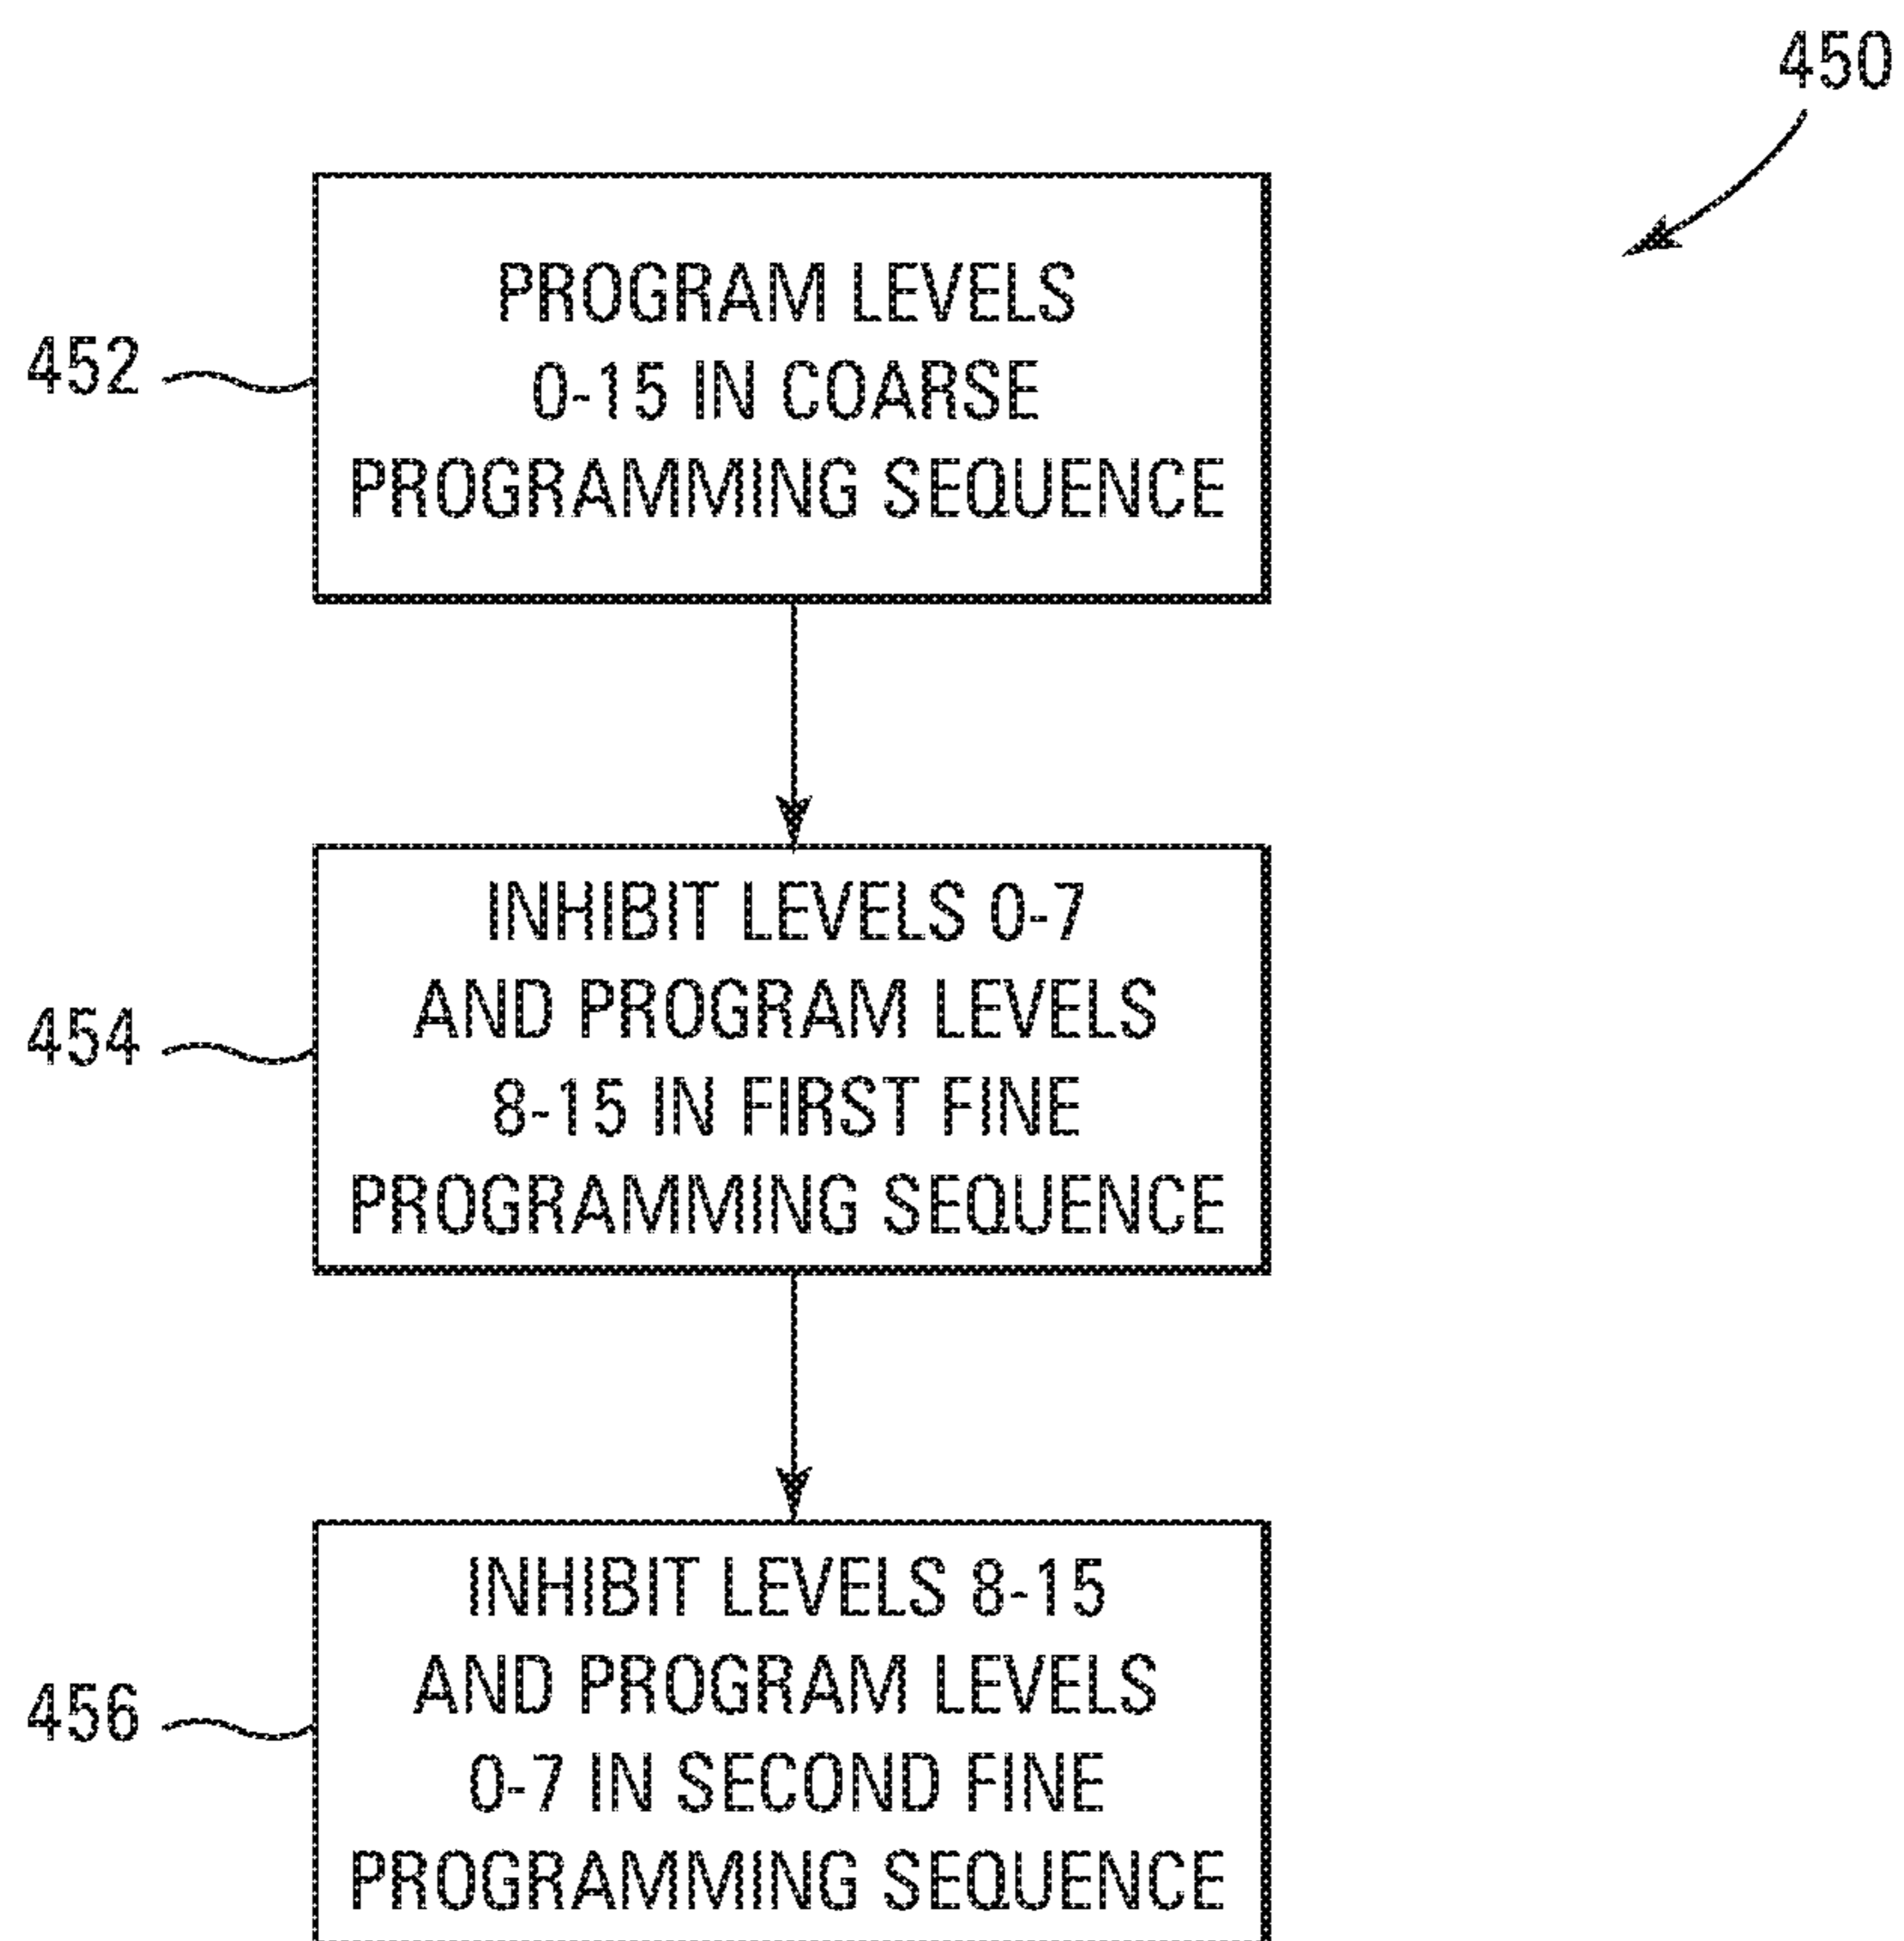 450
452
PROGRAM LEVELS
0-15 IN COARSE
PROGRAMMING SEQUENCE
454
INHIBIT LEVELS 0-7
AND PROGRAM LEVELS
8-15 IN FIRST FINE
PROGRAMMING SEQUENCE
456
INHIBIT LEVELS 8-15
AND PROGRAM LEVELS
0-7 IN SECOND FINE
PROGRAMMING SEQUENCE